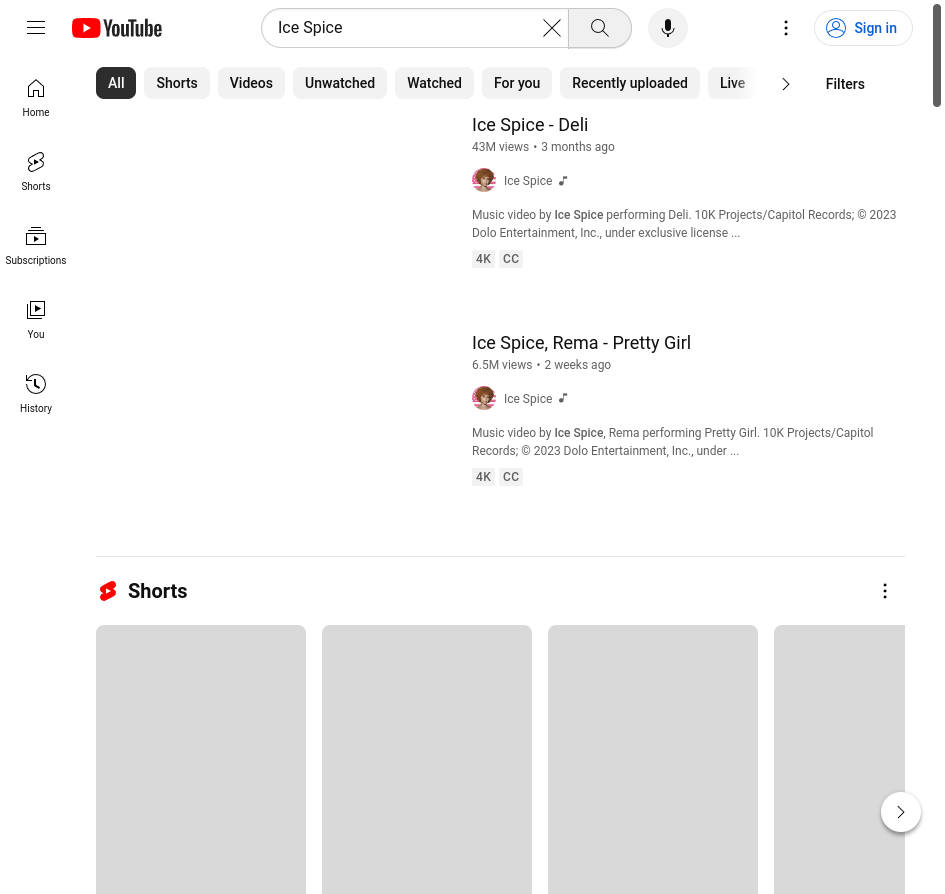 YouTube
Ice Spice
Sign in
All
Shorts
Videos
Unwatched
Watched
For you
Recently uploaded
Live
Filters
Home
Shorts
Subscriptions
You
History
Ice Spice - Deli
43M views • 3 months ago
Ice Spice
Music video by Ice Spice performing Deli. 10K Projects/Capitol Records; © 2023
Dolo Entertainment, Inc., under exclusive license ...
4K CC
Ice Spice, Rema - Pretty Girl
6.5M views • 2 weeks ago
Ice Spice
Music video by Ice Spice, Rema performing Pretty Girl. 10K Projects/Capitol
Records; © 2023 Dolo Entertainment, Inc., under ...
4K CC
Shorts